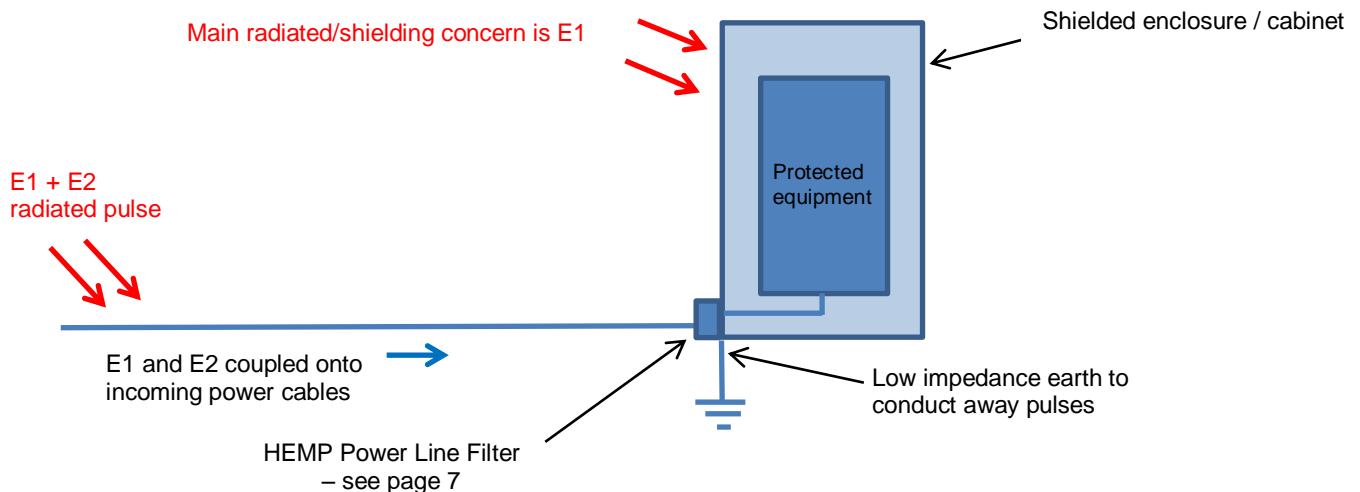 Main radiated/shielding concern is E1
Shielded enclosure / cabinet
Protected
equipment
E1 + E2
radiated pulse
E1 and E2 coupled onto
incoming power cables
Low impedance earth to
conduct away pulses
HEMP Power Line Filter
– see page 7